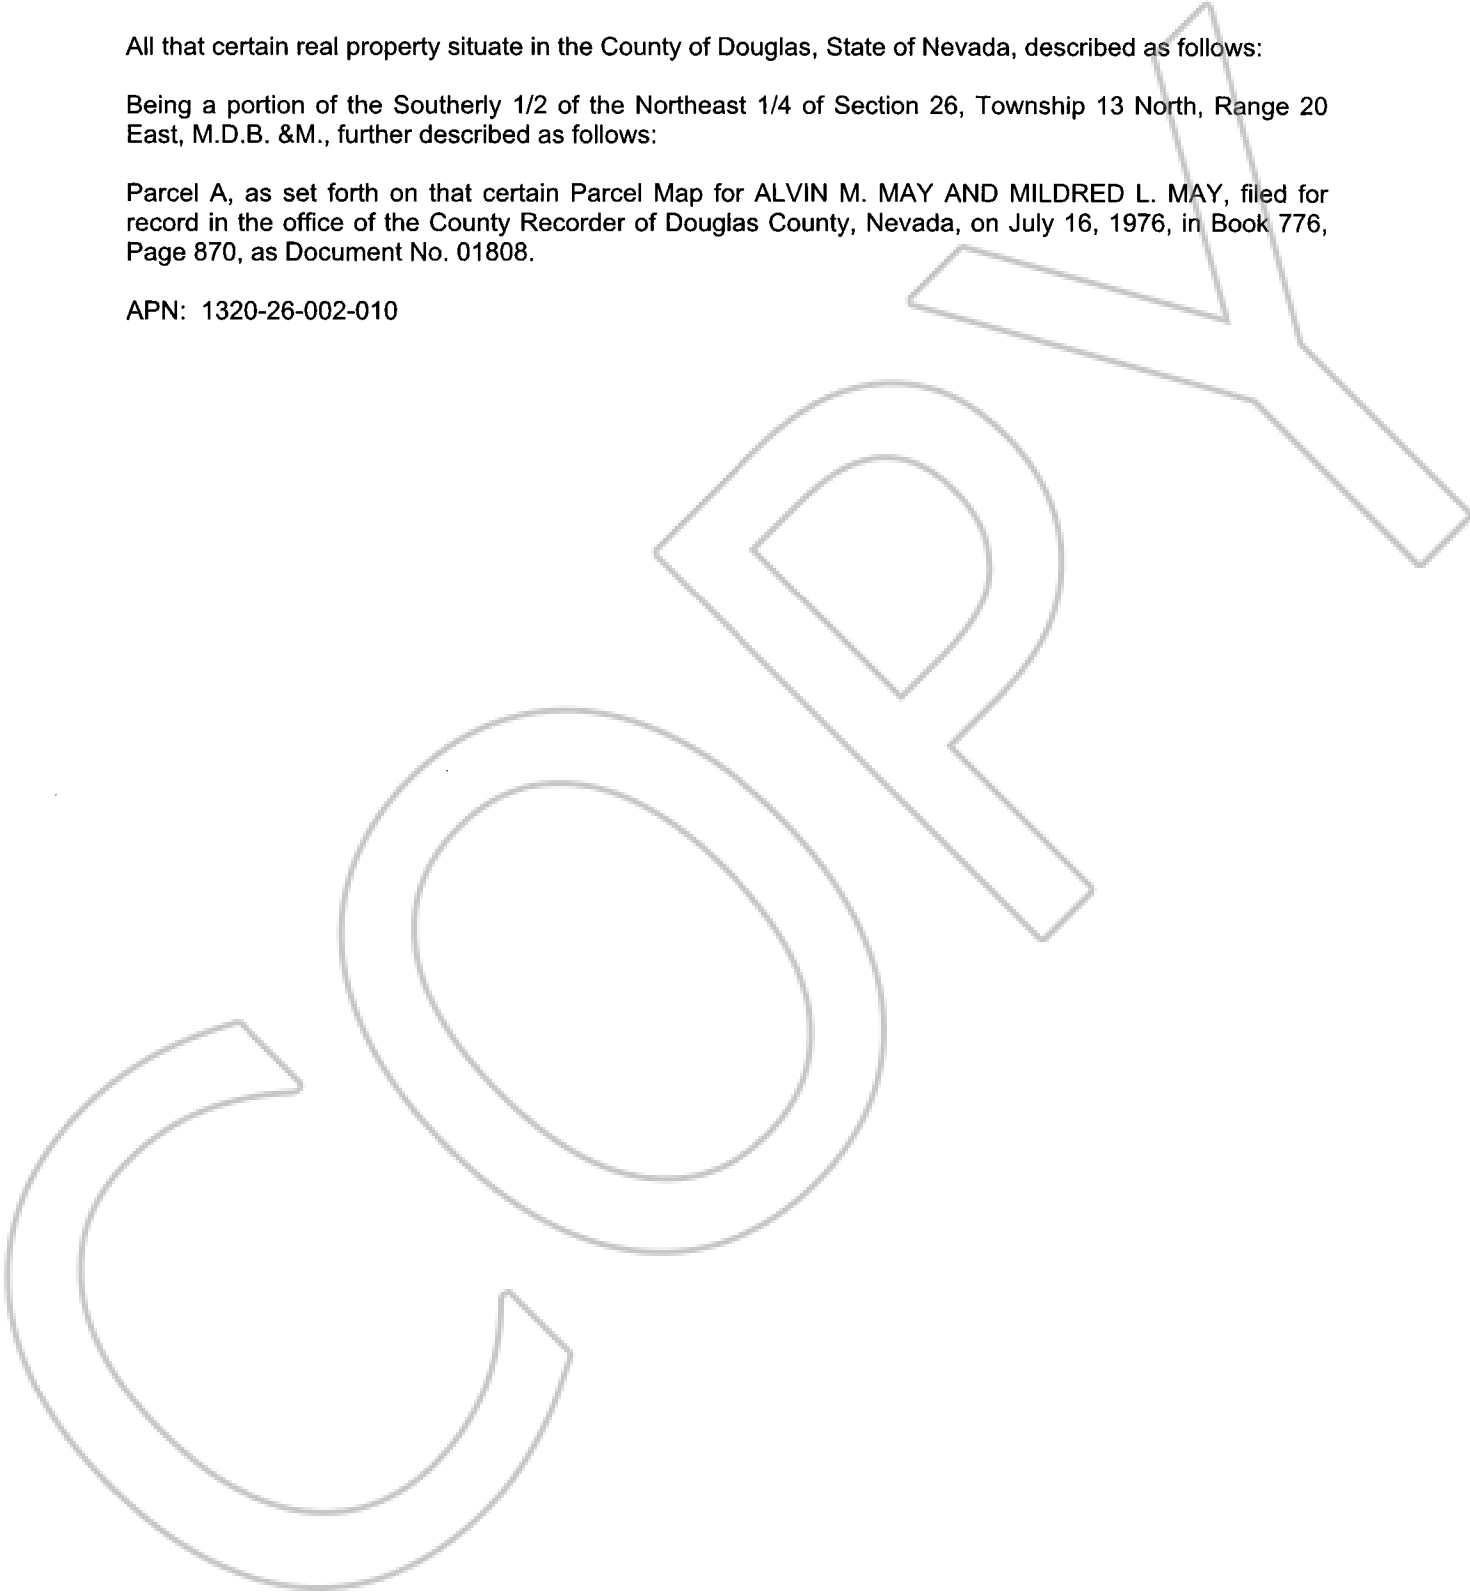 All that certain real property situate in the County of Douglas, State of Nevada, described as follows:
Being a portion of the Southerly 1/2 of the Northeast 1/4 of Section 26, Township 13 North, Range 20
East, M.D.B. &M., further described as follows:
Parcel A, as set forth on that certain Parcel Map for ALVIN M. MAY AND MILDRED L. MAY, filed for
record in the office of the County Recorder of Douglas County, Nevada, on July 16, 1976, in Book 776,
Page 870, as Document No. 01808.
APN: 1320-26-002-010
COPY